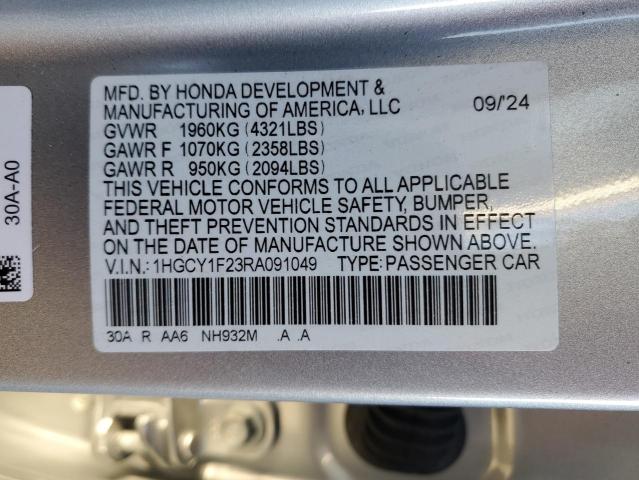 MFD. BY HONDA DEVELOPMENT &
MANUFACTURING OF AMERICA, LLC 09/'24
GVWR 1960KG (4321LBS)
GAWR F 1070KG (2358LBS)
GAWR R 950KG (2094LBS)
THIS VEHICLE CONFORMS TO ALL APPLICABLE
FEDERAL MOTOR VEHICLE SAFETY, BUMPER,
AND THEFT PREVENTION STANDARDS IN EFFECT
ON THE DATE OF MANUFACTURE SHOWN ABOVE.
V.I.N.: 1HGCY1F23RA091049 TYPE: PASSENGER CAR
30A R AA6 NH932M .A .A
30A-A0